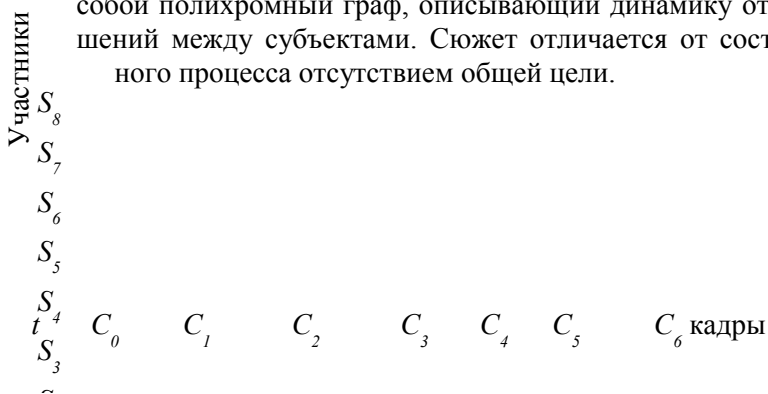 собой полихромный граф, описывающий динамику от
шений между субъектами. Сюжет отличается от сост
ного процесса отсутствием общей цели.
Участники
S8
S7
S6
S5
S4
t C0 C1 C2 C3 C4 C5 C6 кадры
S3